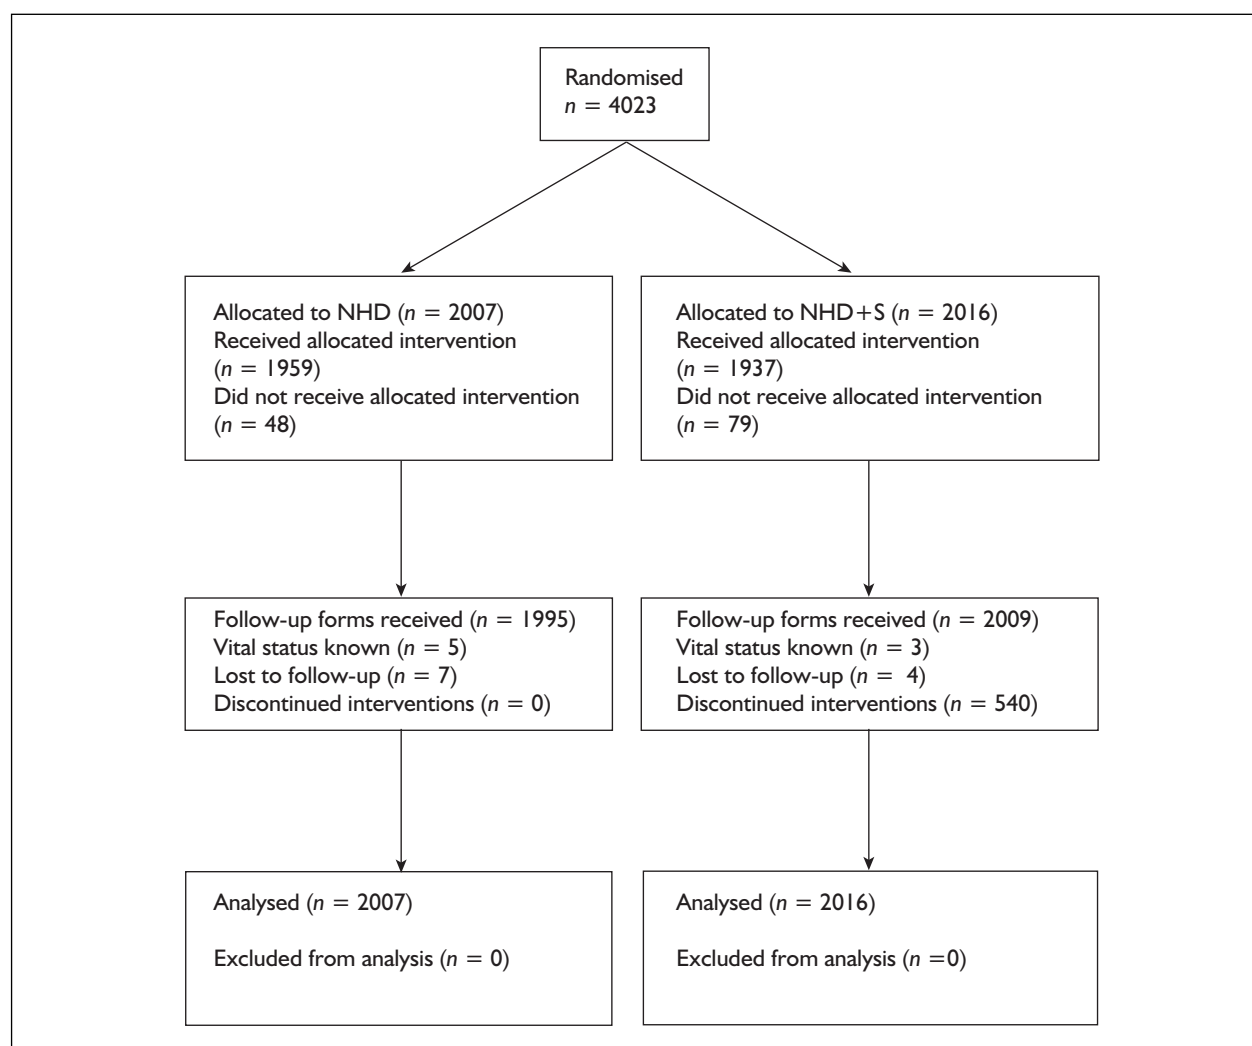 Randomised
n = 4023
Allocated to NHD (n = 2007)
Received allocated intervention
(n = 1959)
Did not receive allocated intervention
(n = 48)
Allocated to NHD+S (n = 2016)
Received allocated intervention
(n = 1937)
Did not receive allocated intervention
(n = 79)
Follow-up forms received (n = 1995)
Vital status known (n = 5)
Lost to follow-up (n = 7)
Discontinued interventions (n = 0)
Follow-up forms received (n = 2009)
Vital status known (n = 3)
Lost to follow-up (n = 4)
Discontinued interventions (n = 540)
Analysed (n = 2007)
Excluded from analysis (n = 0)
Analysed (n = 2016)
Excluded from analysis (n =0)